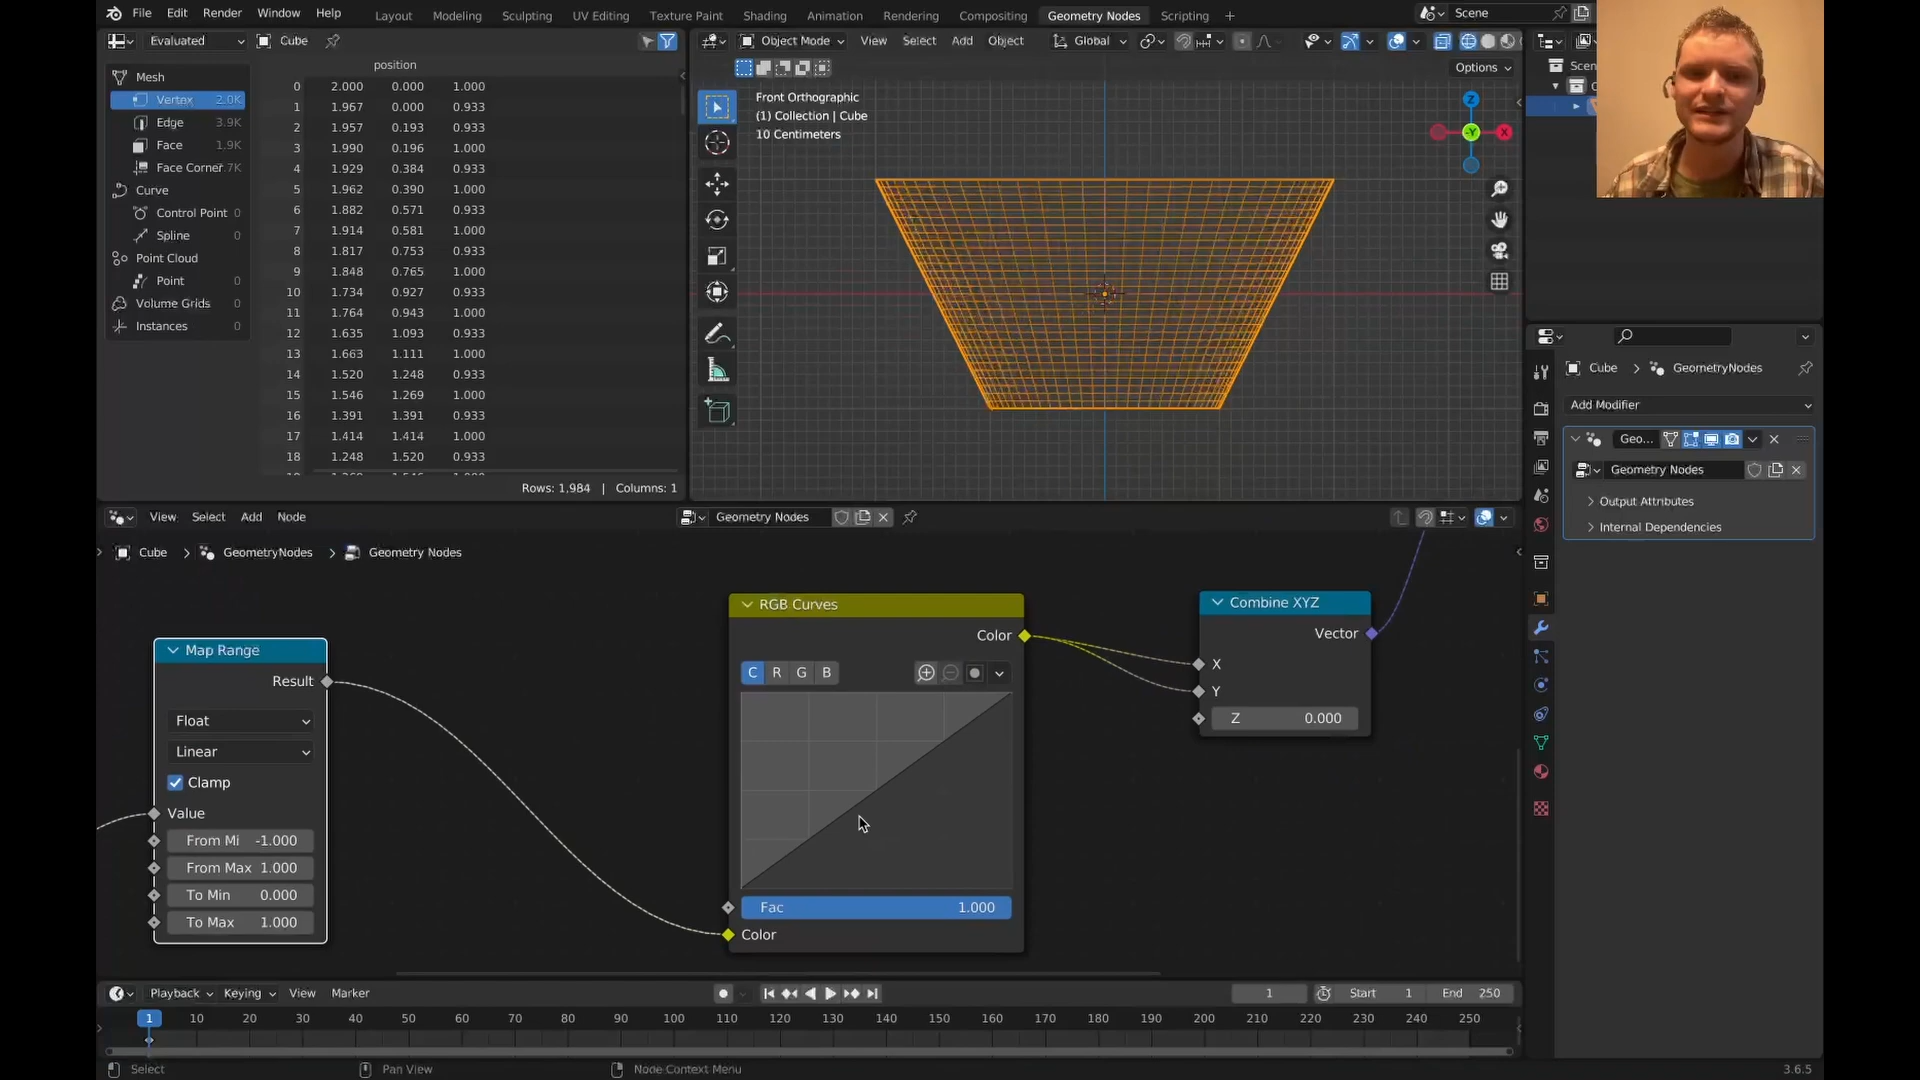 File Edit Render Window Help Layout Modeling Sculpting UV Editing Texture Paint Shading Animation Rendering Compositing Geometry Nodes Scripting + Scene
Evaluated Cube
Object Mode View Select Add Object Global
Options
position
Mesh
Vertex 2.0K
Edge 3.9K
Face 1.9K
Face Corner 7.7K
Curve
Control Point 0
Spline 0
Point Cloud
Point 0
Volume Grids 0
Instances 0
0 2.000 0.000 1.000
1 1.967 0.000 0.933
2 1.957 0.193 0.933
3 1.990 0.196 1.000
4 1.929 0.384 0.933
5 1.962 0.390 1.000
6 1.882 0.571 0.933
7 1.914 0.581 1.000
8 1.817 0.753 0.933
9 1.848 0.765 1.000
10 1.734 0.927 0.933
11 1.764 0.943 1.000
12 1.635 1.093 0.933
13 1.663 1.111 1.000
14 1.520 1.248 0.933
15 1.546 1.269 1.000
16 1.391 1.391 0.933
17 1.414 1.414 1.000
18 1.248 1.520 0.933
Rows: 1,984 | Columns: 1
Front Orthographic
(1) Collection | Cube
10 Centimeters
Z
-Y
X
Scen
C
Cube > GeometryNodes
Add Modifier
Geo...
Geometry Nodes
Output Attributes
Internal Dependencies
View Select Add Node Geometry Nodes
Cube > GeometryNodes > Geometry Nodes
Map Range
Result
Float
Linear
Clamp
Value
From Mi -1.000
From Max 1.000
To Min 0.000
To Max 1.000
RGB Curves
Color
C R G B
Fac 1.000
Color
Combine XYZ
Vector
X
Y
Z 0.000
Playback Keying View Marker 1 Start 1 End 250
1 10 20 30 40 50 60 70 80 90 100 110 120 130 140 150 160 170 180 190 200 210 220 230 240 250
Select Pan View Node Context Menu 3.6.5